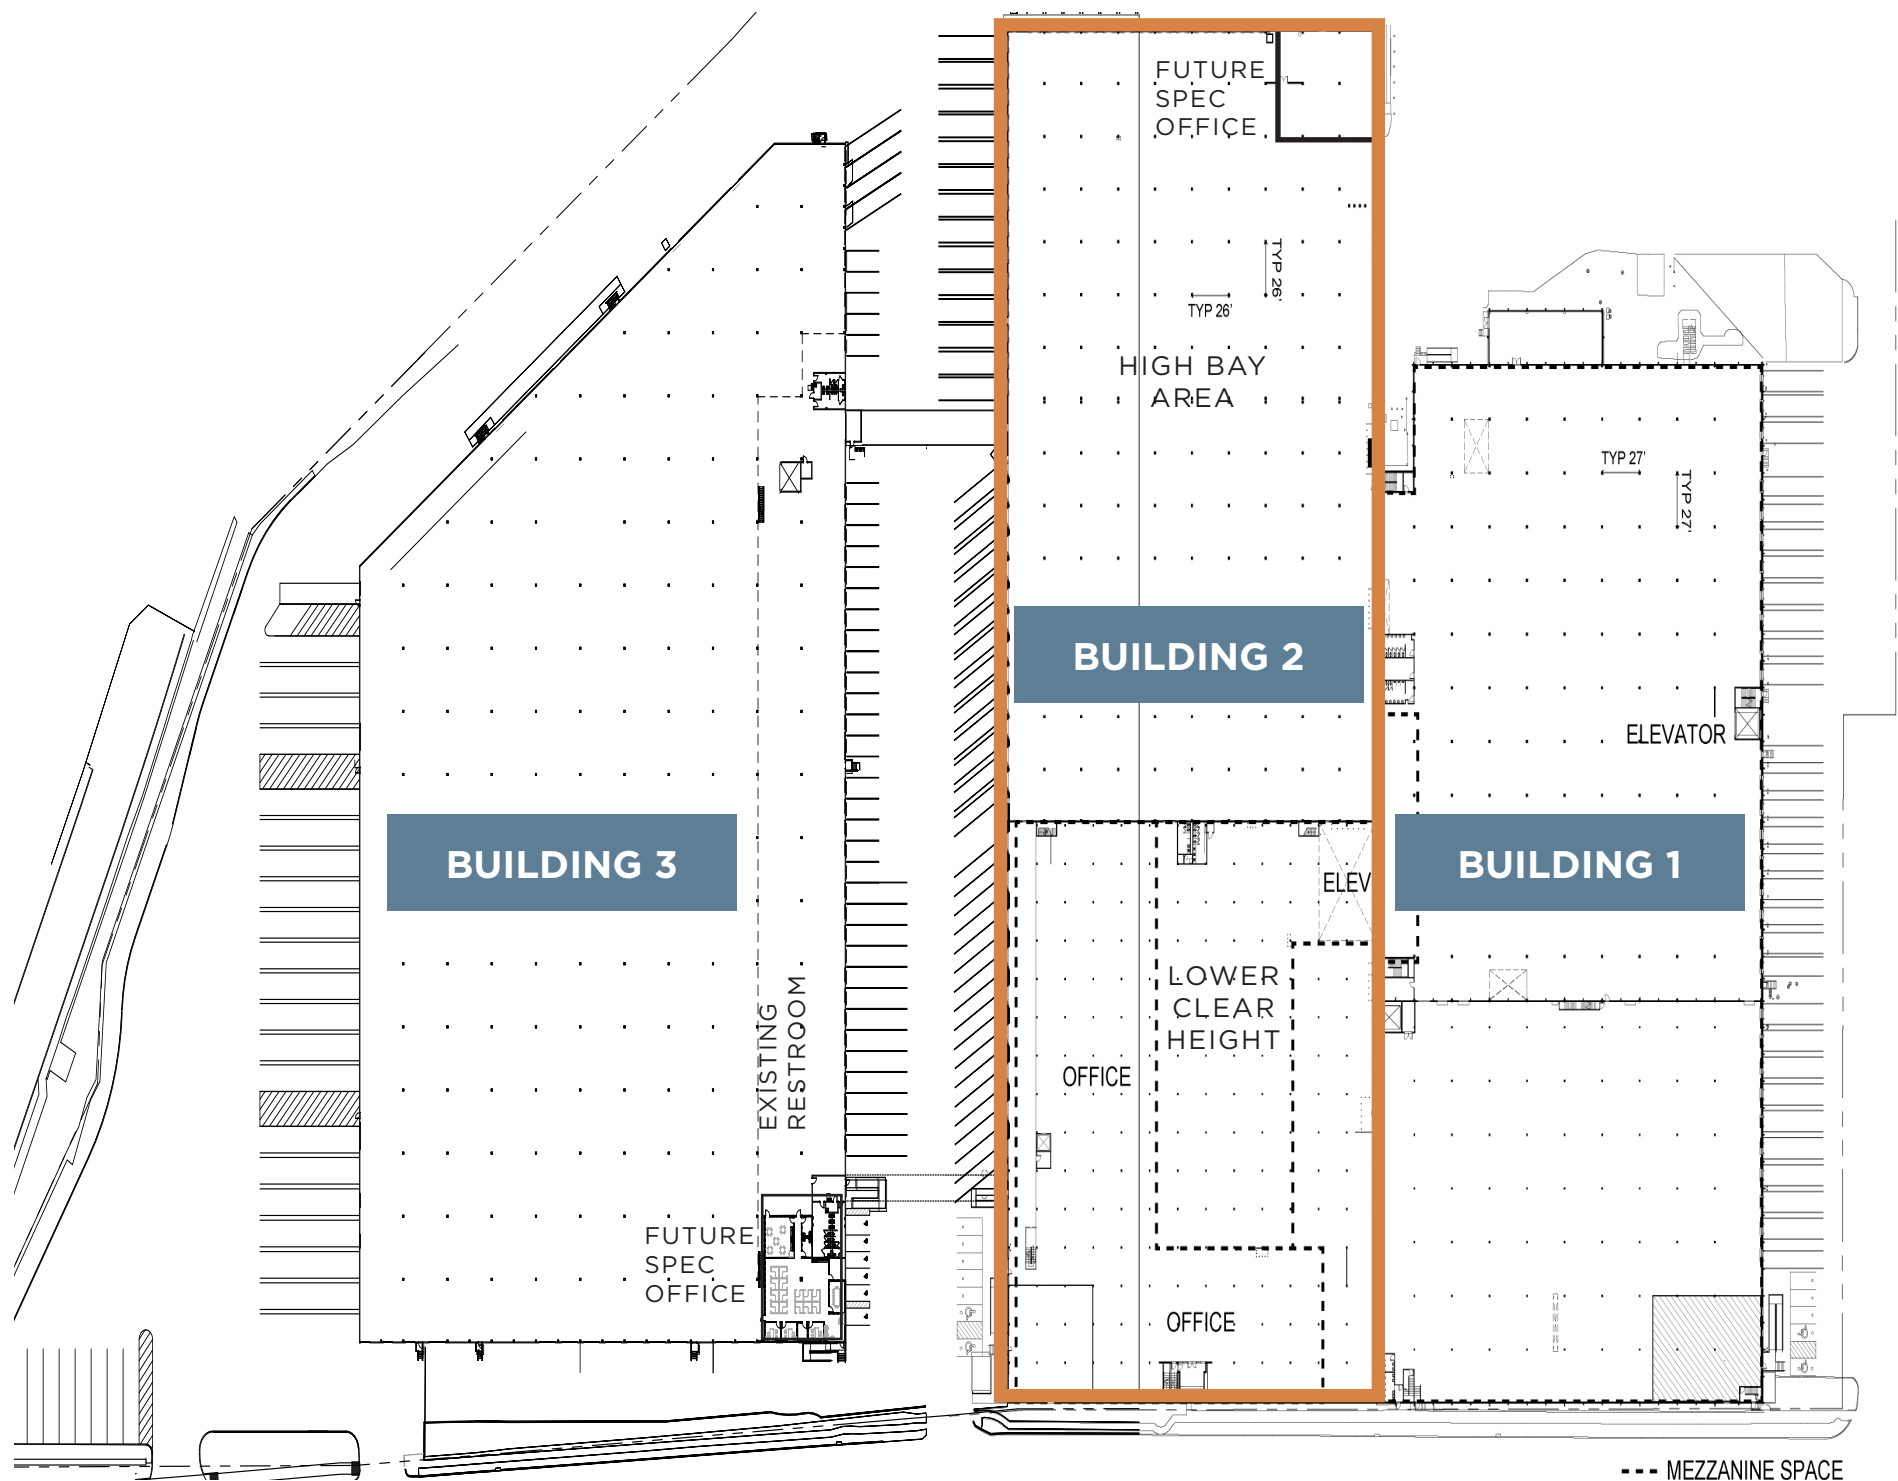 FUTURE
SPEC
OFFICE
TYP 26'
TYP 26'
HIGH BAY
AREA
TYP 27'
TYP 27'
BUILDING 2
ELEVATOR
BUILDING 3
BUILDING 1
ELEV
LOWER
CLEAR
HEIGHT
EXISTING
RESTROOM
OFFICE
FUTURE
SPEC
OFFICE
OFFICE
MEZZANINE SPACE